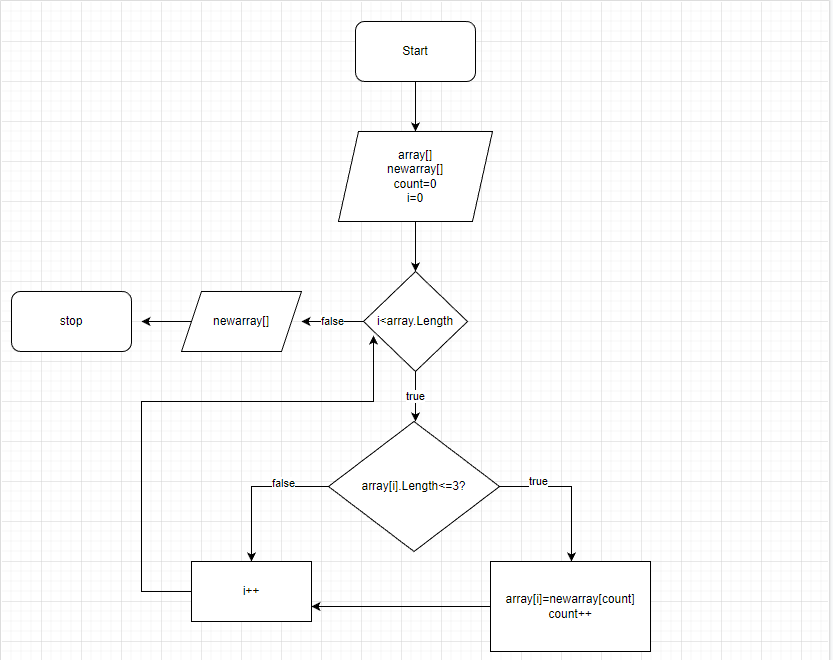 Start
array[]
newarray[]
count=0
i=0
i<array.Length
false
newarray[]
stop
true
array[i].Length<=3?
false
true
i++
array[i]=newarray[count]
count++